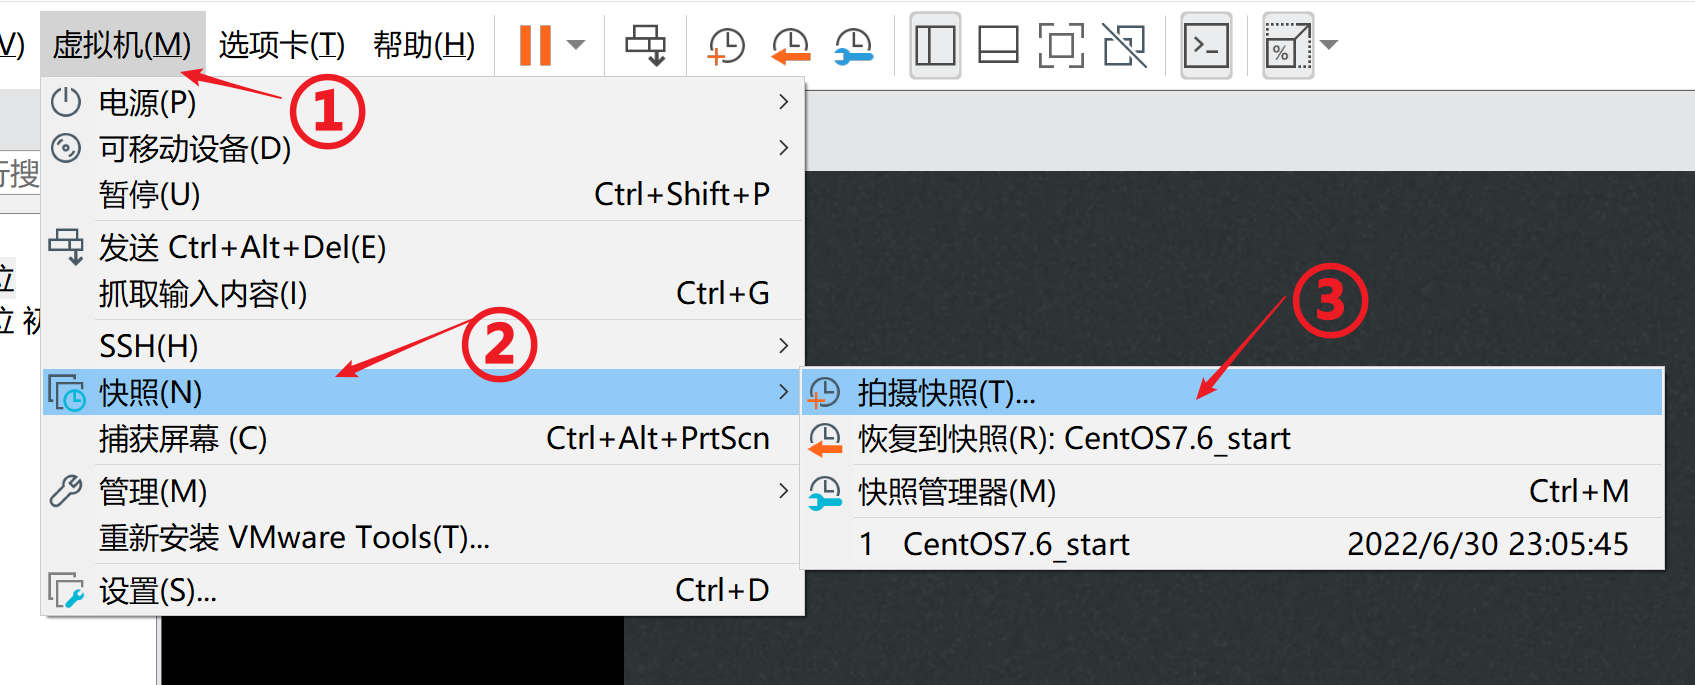 V) 虚拟机(M) 选项卡(T) 帮助(H)
①
电源(P)
可移动设备(D)
行搜
暂停(U) Ctrl+Shift+P
发送 Ctrl+Alt+Del(E)
位
抓取输入内容(I) Ctrl+G
③
位 初
SSH(H)
②
快照(N)
拍摄快照(T)...
捕获屏幕 (C) Ctrl+Alt+PrtScn
恢复到快照(R): CentOS7.6_start
管理(M)
快照管理器(M) Ctrl+M
重新安装 VMware Tools(T)...
1 CentOS7.6_start 2022/6/30 23:05:45
设置(S)... Ctrl+D